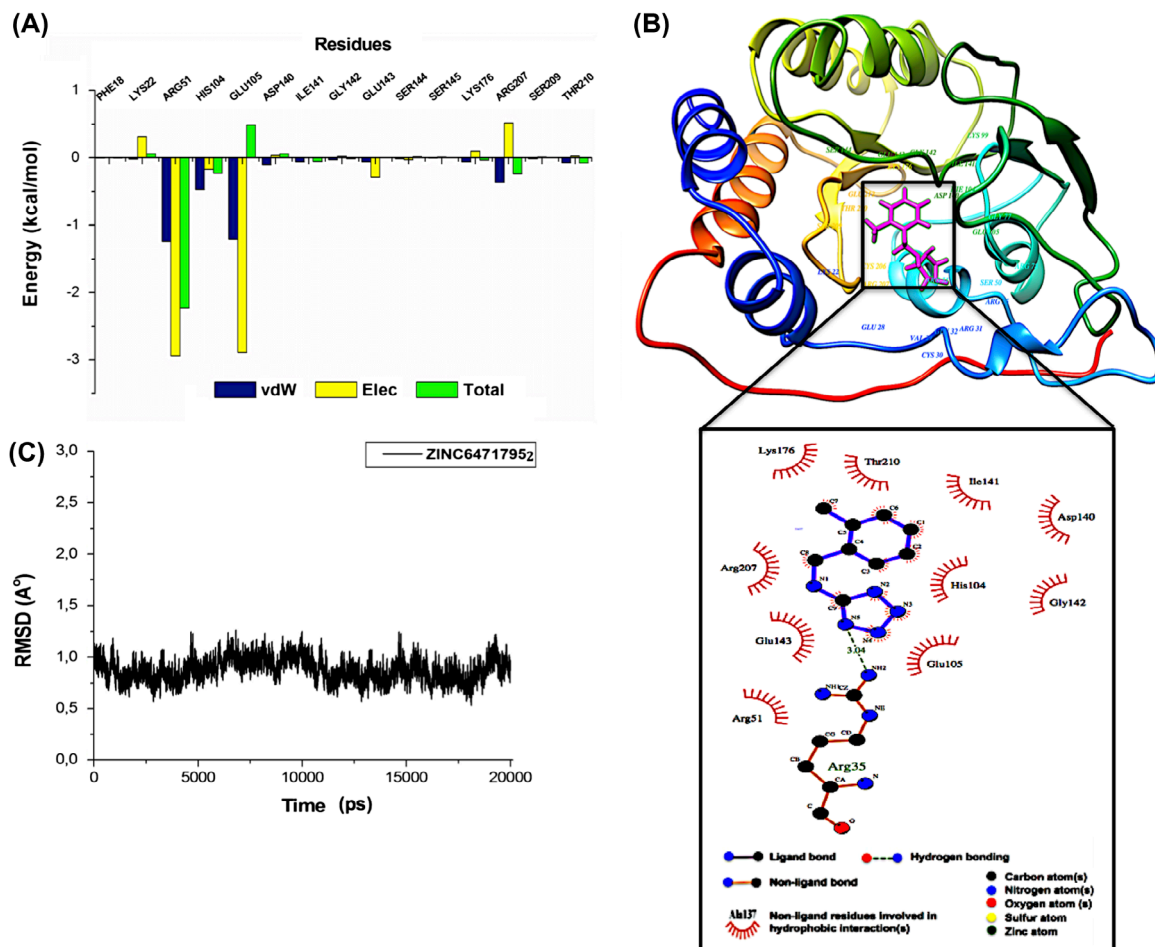 (A)
Residues
PHE18
LYS22
ARG51
HIS104
GLU105
ASP140
ILE141
GLY142
GLU143
SER144
SER145
LYS176
ARG207
SER209
THR210
Energy (kcal/mol)
1
0
-1
-2
-3
vdW Elec Total
(B)
CYS 99
GLU 28
CYS 30
ARG 31
SER 50
(C)
ZINC64717952
RMSD (A°)
3,0
2,5
2,0
1,5
1,0
0,5
0,0
0 5000 10000 15000 20000
Time (ps)
Lys176
Thr210
Ile141
Asp140
C7 C6
C1
C5
C4
C2
C3
C8
Arg207
N1
N2
His104
C9
N3
Gly142
N5
N4
Glu143
3.04
Glu105
NH2
NH1 CZ
NE
Arg51
CG CD
CB
Arg35
CA N
C
O
Ligand bond
Hydrogen bonding
Non-ligand bond
Carbon atom(s)
Nitrogen atom(s)
Oxygen atom (s)
Sulfur atom
Zinc atom
Ala137
Non-ligand residues involved in
hydrophobic interaction(s)